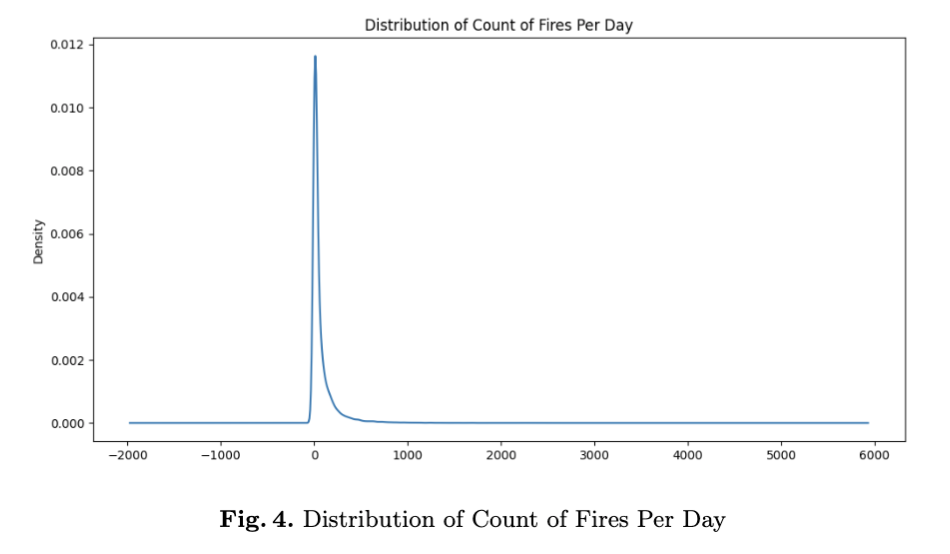 Distribution of Count of Fires Per Day
0.012
0.010
0.008
0.006
0.004
0.002
0.000
Density
−2000 −1000 0 1000 2000 3000 4000 5000 6000
Fig. 4. Distribution of Count of Fires Per Day